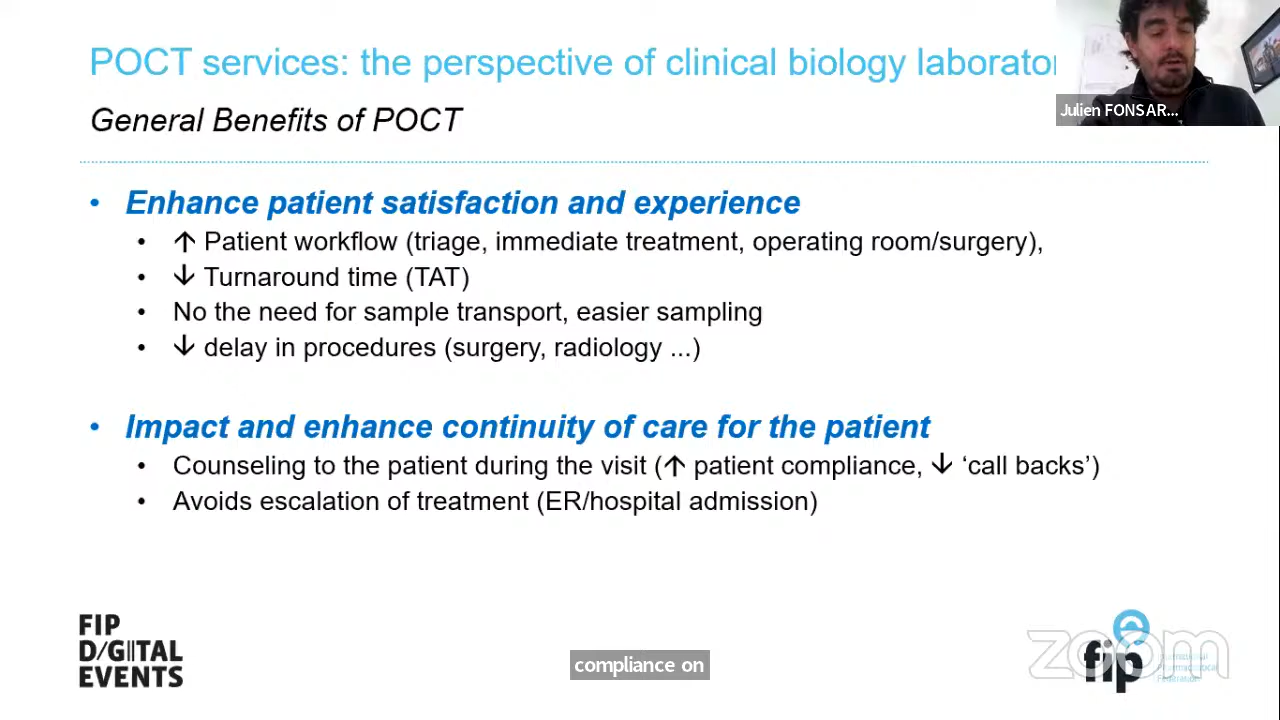 POCT services: the perspective of clinical biology laborator
Julien FONSAR...
General Benefits of POCT
• Enhance patient satisfaction and experience
• ↑ Patient workflow (triage, immediate treatment, operating room/surgery),
• ↓ Turnaround time (TAT)
• No the need for sample transport, easier sampling
• ↓ delay in procedures (surgery, radiology ...)
• Impact and enhance continuity of care for the patient
• Counseling to the patient during the visit (↑ patient compliance, ↓ ‘call backs’)
• Avoids escalation of treatment (ER/hospital admission)
FIP
D/GITAL
EVENTS
compliance on
zoom
fip